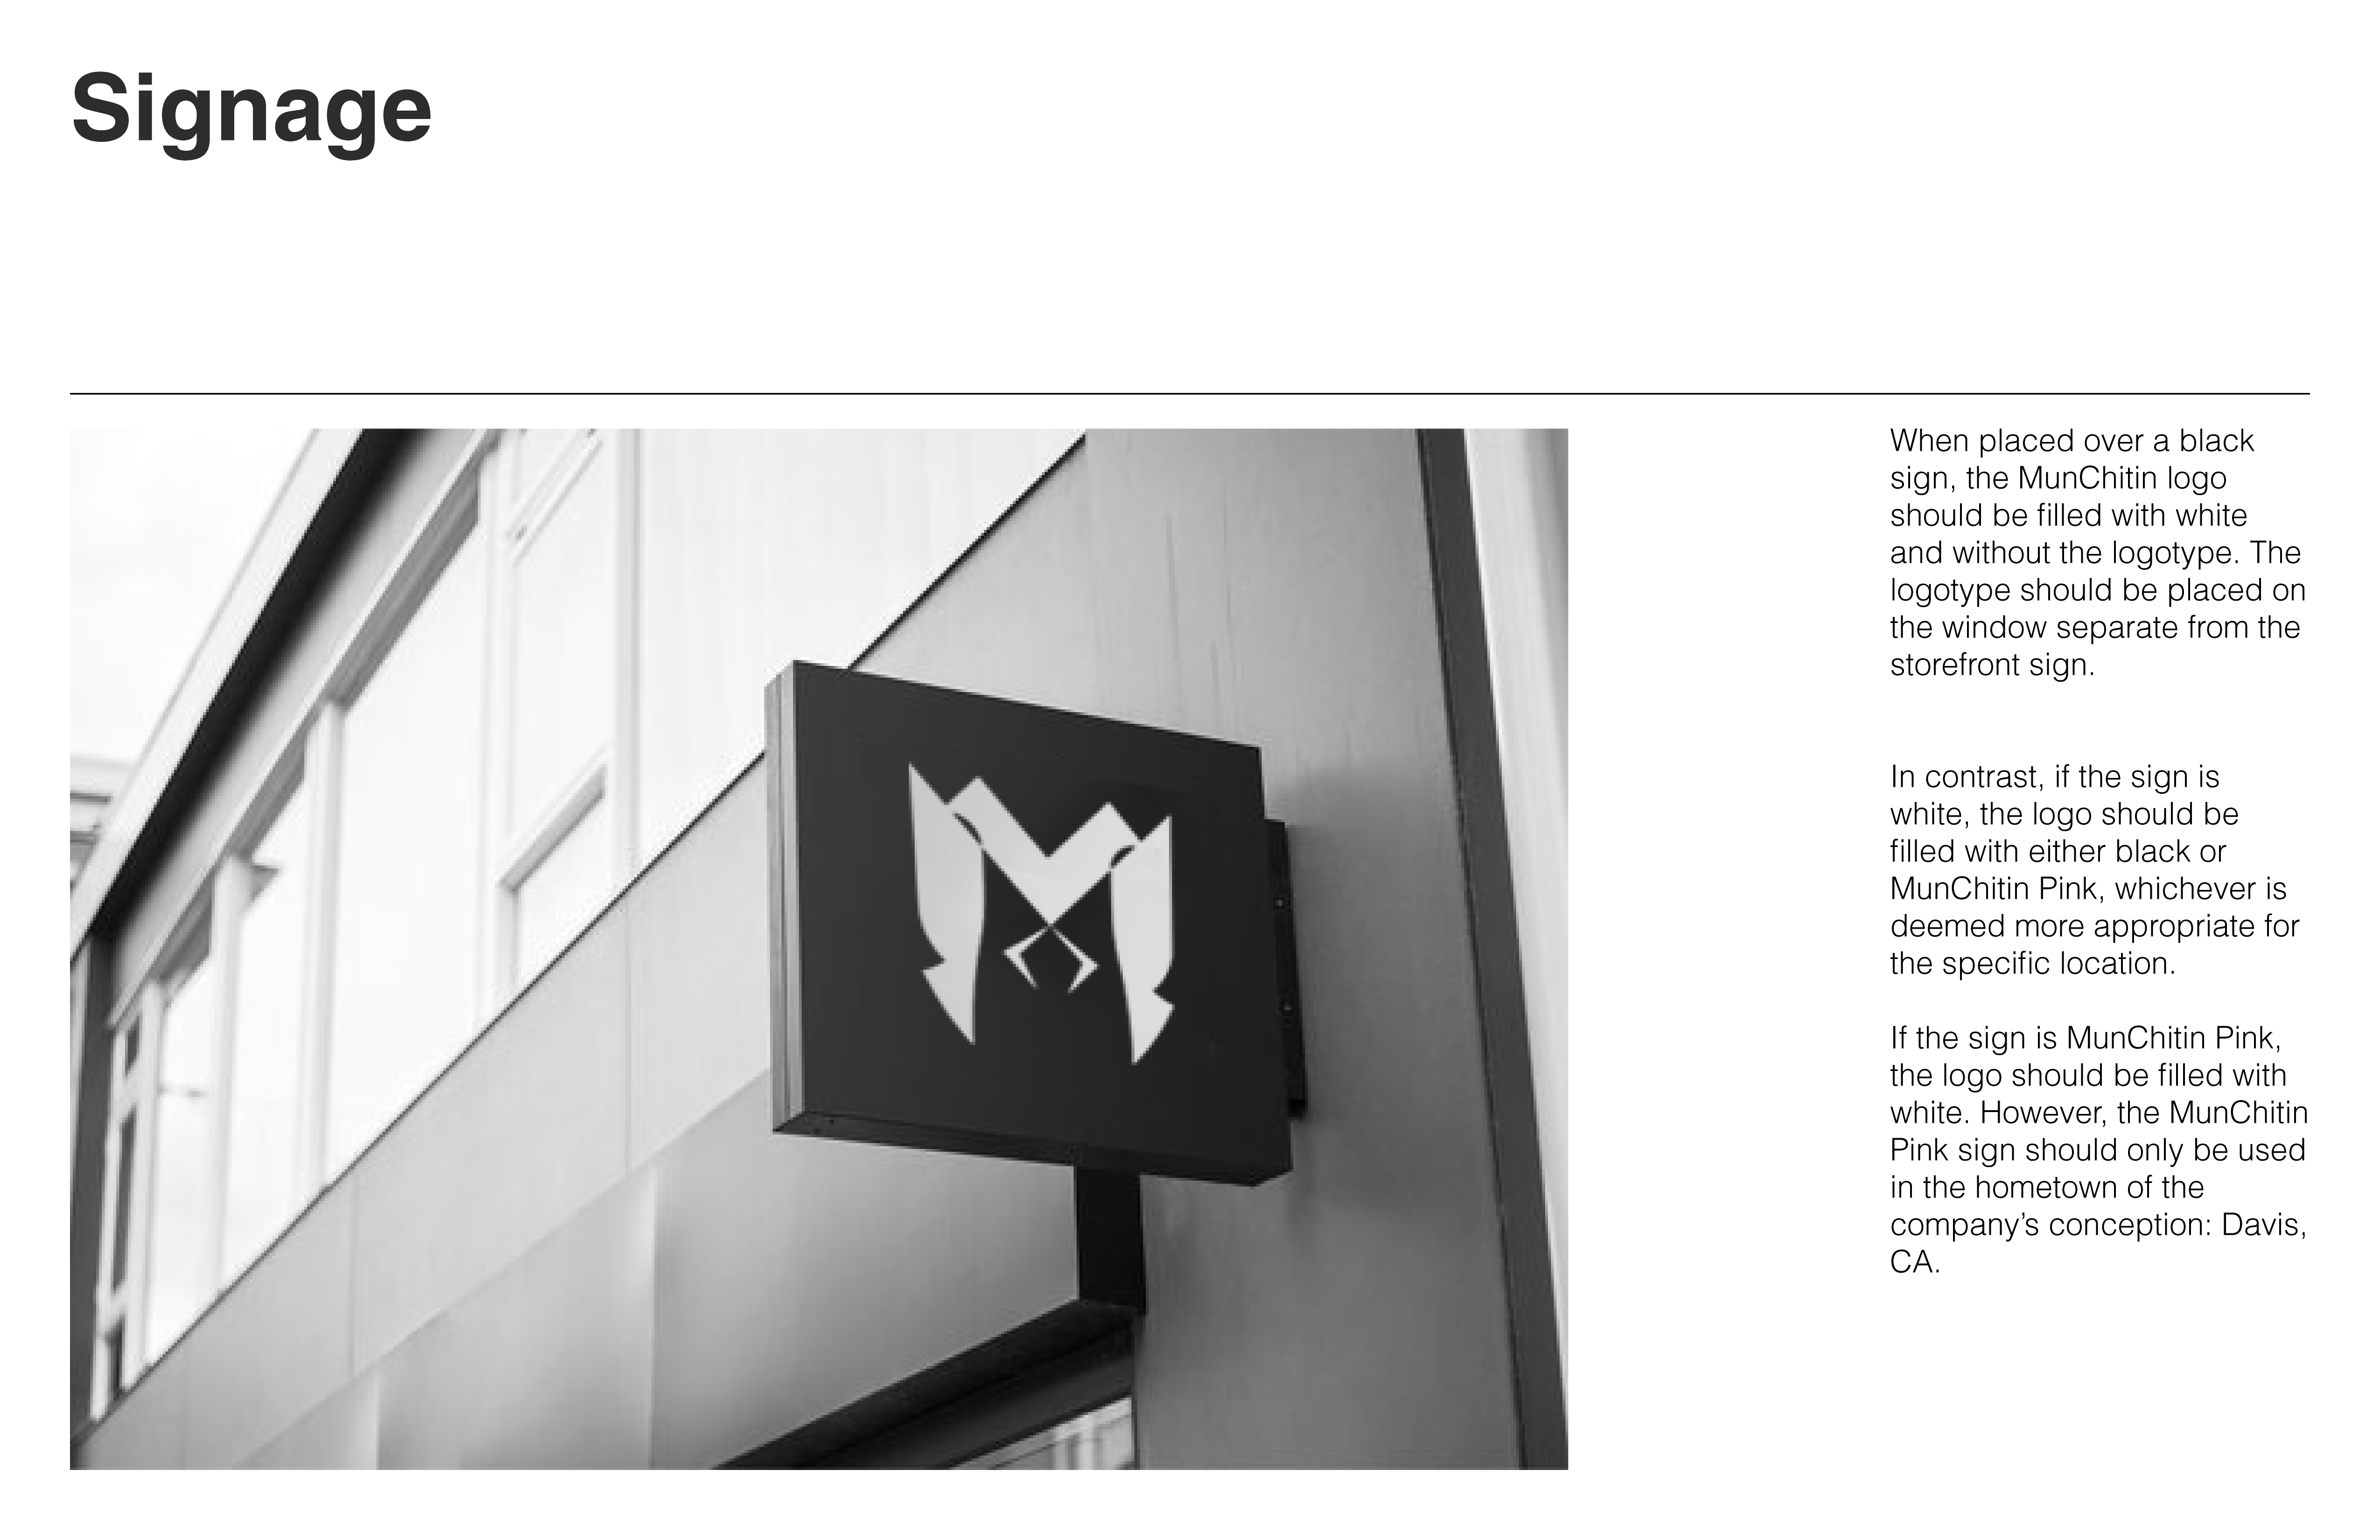 Signage
When placed over a black
sign, the MunChitin logo
should be filled with white
and without the logotype. The
logotype should be placed on
the window separate from the
storefront sign.
In contrast, if the sign is
white, the logo should be
filled with either black or
MunChitin Pink, whichever is
deemed more appropriate for
the specific location.
If the sign is MunChitin Pink,
the logo should be filled with
white. However, the MunChitin
Pink sign should only be used
in the hometown of the
company’s conception: Davis,
CA.